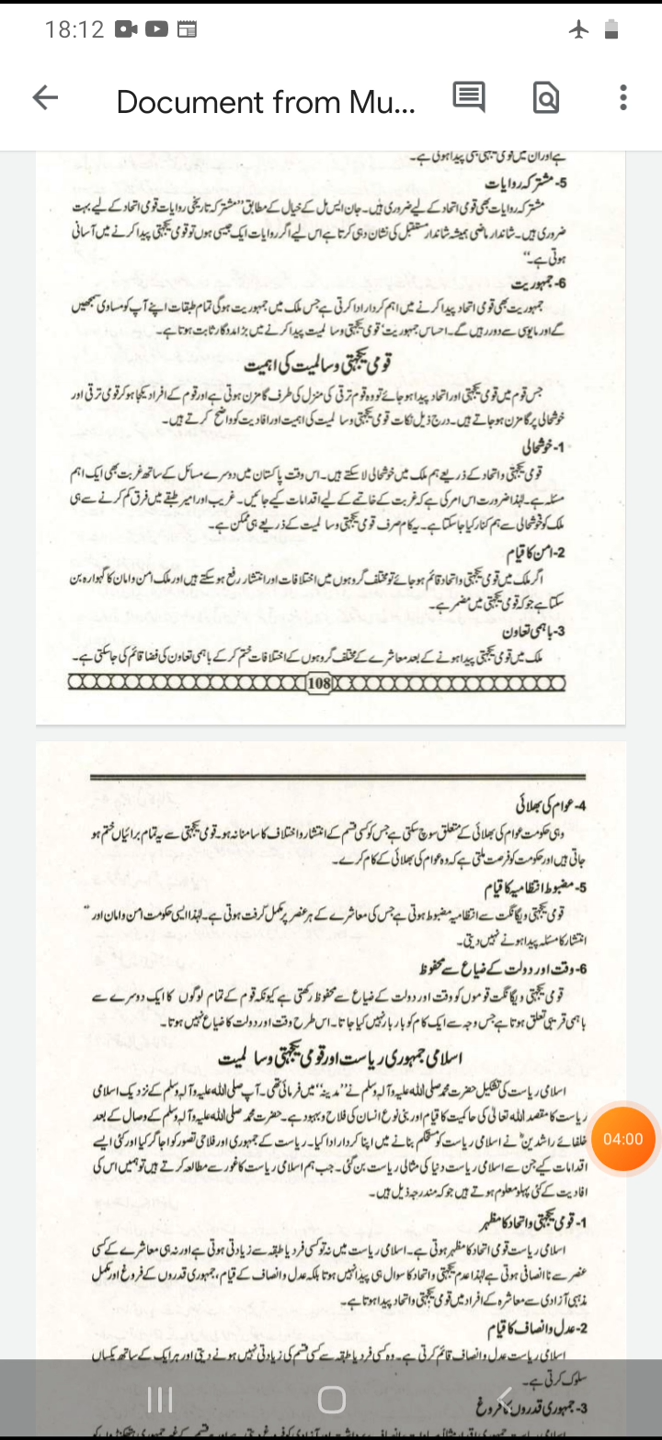 18:12
Document from Mu...
ہے اور ان میں قومی یکجہتی بھی پیدا ہوتی ہے۔
5- مشترکہ روایات
مشترکہ روایات بھی قومی اتحاد کے لیے ضروری ہیں۔ جان ایس مل کے خیال کے مطابق "مشترکہ تاریخی روایات قومی اتحاد کے لیے بہت
ضروری ہیں۔ شاندار ماضی ہمیشہ شاندار مستقبل کی نشان دہی کرتا ہے اس لیے اگر روایات ایک جیسی ہوں تو قومی یکجہتی پیدا کرنے میں آسانی
ہوتی ہے۔"
6- جمہوریت
جمہوریت بھی قومی اتحاد پیدا کرنے میں اہم کردار ادا کرتی ہے جس ملک میں جمہوریت ہوگی تمام طبقات اپنے آپ کو مساوی سمجھیں
گے اور مایوسی سے دور رہیں گے۔ احساس جمہوریت' قومی یکجہتی و سالمیت پیدا کرنے میں بڑا مددگار ثابت ہوتا ہے۔
قومی یکجہتی و سالمیت کی اہمیت
جس قوم میں قومی یکجہتی اور اتحاد پیدا ہو جائے تو وہ قوم ترقی کی منزل کی طرف گامزن ہوتی ہے اور قوم کے افراد یکجا ہو کر قومی ترقی اور
خوشحالی پر گامزن ہو جاتے ہیں۔ درج ذیل نکات قومی یکجہتی و سالمیت کی اہمیت اور افادیت کو واضح کرتے ہیں۔
1- خوشحالی
قومی یکجہتی و اتحاد کے ذریعے ہم ملک میں خوشحالی لا سکتے ہیں۔ اس وقت پاکستان میں دوسرے مسائل کے ساتھ غربت بھی ایک اہم
مسئلہ ہے۔ لہٰذا ضرورت اس امر کی ہے کہ غربت کے خاتمے کے لیے اقدامات کیے جائیں۔ غریب اور امیر طبقے میں فرق کم کرنے سے ہی
ملک کو خوشحالی سے ہم کنار کیا جا سکتا ہے۔ یہ کام صرف قومی یکجہتی و سالمیت کے ذریعے ہی ممکن ہے۔
2- امن کا قیام
اگر ملک میں قومی یکجہتی و اتحاد قائم ہو جائے تو مختلف گروہوں میں اختلافات اور انتشار رفع ہو سکتے ہیں اور ملک امن و امان کا گہوارہ بن
سکتا ہے جو کہ قومی یکجہتی میں مضمر ہے۔
3- باہمی تعاون
ملک میں قومی یکجہتی پیدا ہونے کے بعد معاشرے کے مختلف گروہوں کے اختلافات ختم کر کے باہمی تعاون کی فضا قائم کی جا سکتی ہے۔
108
4- عوام کی بھلائی
وہی حکومت عوام کی بھلائی کے متعلق سوچ سکتی ہے جس کو کسی قسم کے انتشار و اختلاف کا سامنا نہ ہو۔ قومی یکجہتی سے یہ تمام برائیاں ختم ہو
جاتی ہیں اور حکومت کو فرصت ملتی ہے کہ وہ عوام کی بھلائی کے کام کرے۔
5- مضبوط انتظامیہ کا قیام
قومی یکجہتی و یگانگت سے انتظامیہ مضبوط ہوتی ہے جس کی معاشرے کے ہر عنصر پر مکمل گرفت ہوتی ہے۔ لہٰذا ایسی حکومت امن و امان اور
انتشار کا مسئلہ پیدا ہونے نہیں دیتی۔
6- وقت اور دولت کے ضیاع سے محفوظ
قومی یکجہتی و یگانگت قوموں کو وقت اور دولت کے ضیاع سے محفوظ رکھتی ہے کیونکہ قوم کے تمام لوگوں کا ایک دوسرے سے
باہمی قریبی تعلق ہوتا ہے جس وجہ سے ایک کام کو بار بار نہیں کیا جاتا۔ اس طرح وقت اور دولت کا ضیاع نہیں ہوتا۔
اسلامی جمہوری ریاست اور قومی یکجہتی و سالمیت
اسلامی ریاست کی تشکیل حضرت محمد صلی اللہ علیہ وآلہ وسلم نے "مدینہ" میں فرمائی تھی۔ آپ صلی اللہ علیہ وآلہ وسلم کے نزدیک اسلامی
ریاست کا مقصد اللہ تعالیٰ کی حاکمیت کا قیام اور بنی نوع انسان کی فلاح و بہبود ہے۔ حضرت محمد صلی اللہ علیہ وآلہ وسلم کے وصال کے بعد
خلفائے راشدینؓ نے اسلامی ریاست کو مستحکم بنانے میں اپنا کردار ادا کیا۔ ریاست کے جمہوری اور فلاحی تصور کو اجاگر کیا اور کئی ایسے
اقدامات کیے جن سے اسلامی ریاست دنیا کی مثالی ریاست بن گئی۔ جب ہم اسلامی ریاست کا غور سے مطالعہ کرتے ہیں تو ہمیں اس کی
افادیت کے کئی پہلو معلوم ہوتے ہیں جو کہ مندرجہ ذیل ہیں۔
04:00
1- قومی یکجہتی و اتحاد کا مظہر
اسلامی ریاست قومی اتحاد کا مظہر ہوتی ہے۔ اسلامی ریاست میں نہ تو کسی فرد یا طبقہ سے زیادتی ہوتی ہے اور نہ ہی معاشرے کے کسی
عنصر سے ناانصافی ہوتی ہے لہٰذا عدم یکجہتی و اتحاد کا سوال ہی پیدا نہیں ہوتا بلکہ عدل و انصاف کے قیام، جمہوری قدروں کے فروغ اور مکمل
مذہبی آزادی سے معاشرہ کے افراد میں قومی یکجہتی و اتحاد پیدا ہوتا ہے۔
2- عدل و انصاف کا قیام
اسلامی ریاست عدل و انصاف قائم کرتی ہے۔ وہ کسی فرد یا طبقہ سے کسی قسم کی زیادتی نہیں ہونے دیتی اور ہر ایک کے ساتھ یکساں
سلوک کرتی ہے۔
3- جمہوری قدروں کا فروغ